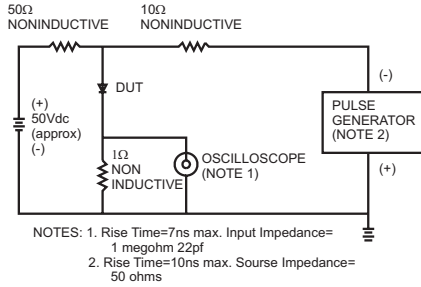 50Ω
NONINDUCTIVE
10Ω
NONINDUCTIVE
DUT
(+)
50Vdc
(approx)
(-)
1Ω
NON
INDUCTIVE
OSCILLOSCOPE
(NOTE 1)
(-)
PULSE
GENERATOR
(NOTE 2)
(+)
NOTES: 1. Rise Time=7ns max. Input Impedance=
1 megohm 22pf
2. Rise Time=10ns max. Sourse Impedance=
50 ohms